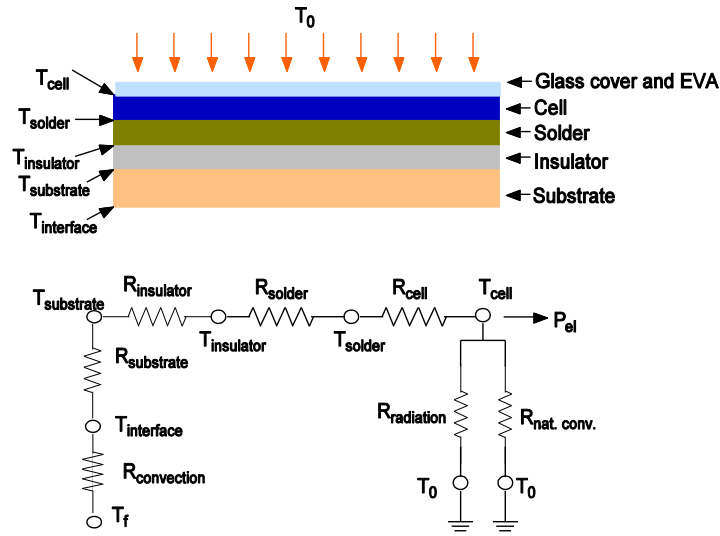 T0
Tcell
Glass cover and EVA
Cell
Tsolder
Solder
Tinsulator
Insulator
Tsubstrate
Substrate
Tinterface
Rinsulator
Rsolder
Rcell
Tcell
Tsubstrate
Tinsulator
Tsolder
Pel
Rsubstrate
Rradiation
Rnat. conv.
Tinterface
Rconvection
T0
T0
Tf